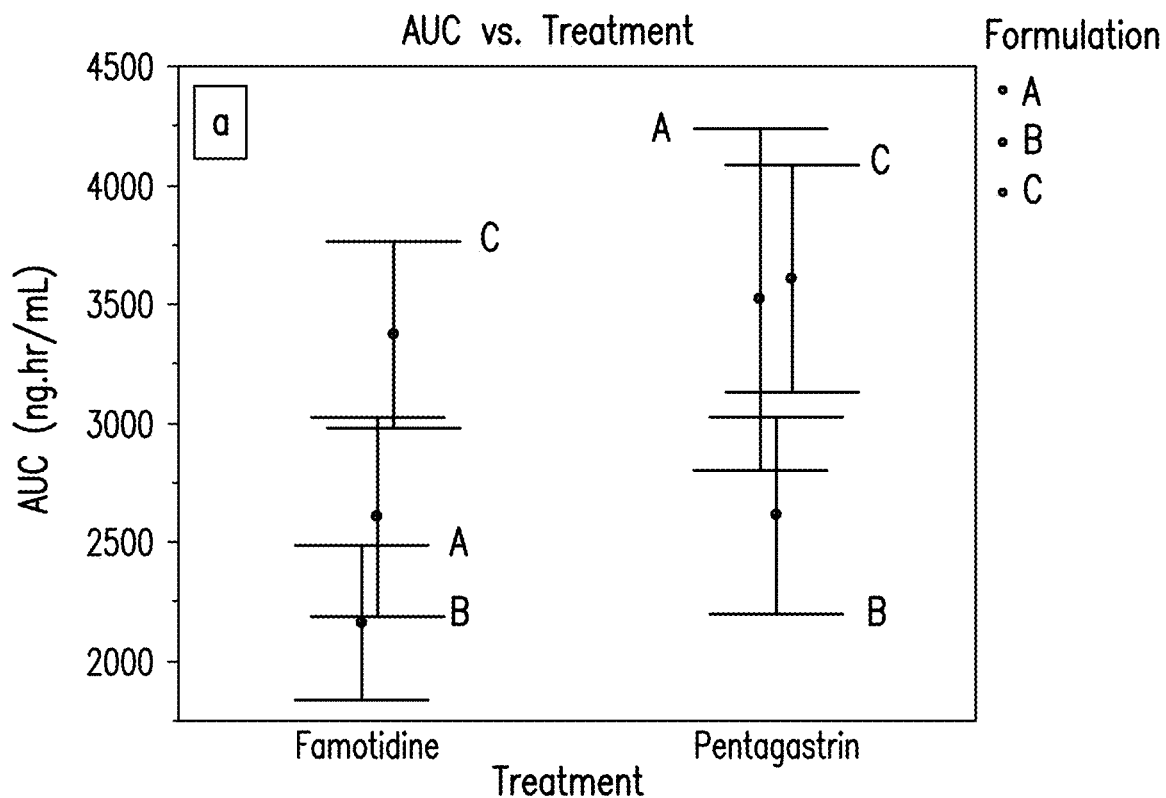 AUC vs. Treatment
Formulation
A
B
C
a
4500
4000
3500
3000
2500
2000
AUC (ng.hr/mL)
C
A
B
A
C
B
Famotidine
Pentagastrin
Treatment